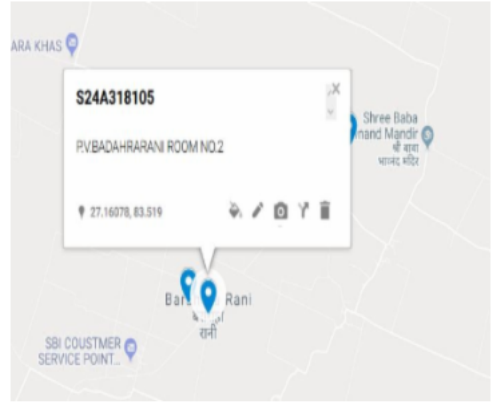 ARA KHAS
S24A318105
P.V.BADAHRARANI ROOM NO.2
27.16078, 83.519
Shree Baba
nand Mandir
श्री बाबा
मंदिर
Bar Rani
रानी
SBI COUSTMER
SERVICE POINT...